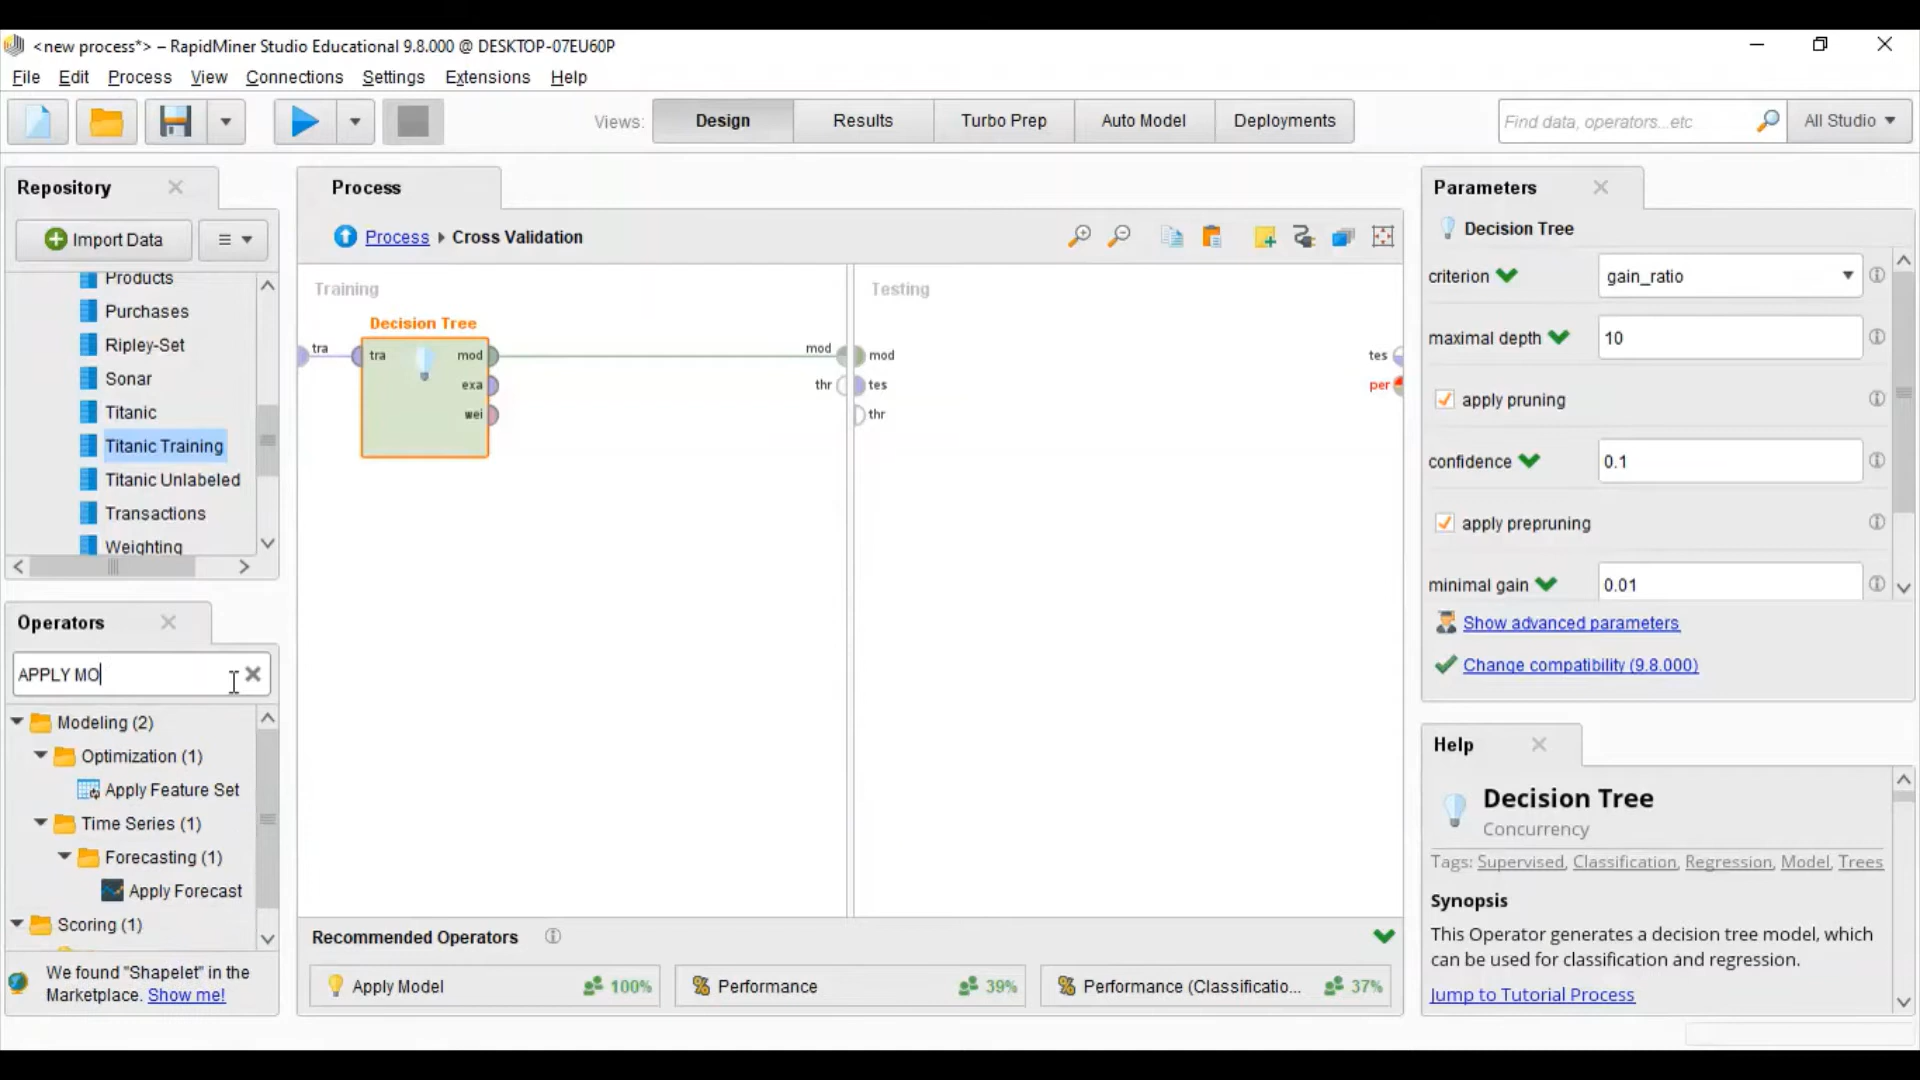 <new process*> – RapidMiner Studio Educational 9.8.000 @ DESKTOP-07EU60P
File Edit Process View Connections Settings Extensions Help
Views: Design Results Turbo Prep Auto Model Deployments Find data, operators...etc All Studio
Repository
Import Data
Products
Purchases
Ripley-Set
Sonar
Titanic
Titanic Training
Titanic Unlabeled
Transactions
Weighting
Operators
APPLY MO
Modeling (2)
Optimization (1)
Apply Feature Set
Time Series (1)
Forecasting (1)
Apply Forecast
Scoring (1)
We found "Shapelet" in the
Marketplace. Show me!
Process
Process Cross Validation
Training
Decision Tree
tra tra mod mod
exa thr
wei
Testing
mod tes
tes per
thr
Recommended Operators
Apply Model 100% Performance 39% Performance (Classificatio... 37%
Parameters
Decision Tree
criterion gain_ratio
maximal depth 10
apply pruning
confidence 0.1
apply prepruning
minimal gain 0.01
Show advanced parameters
Change compatibility (9.8.000)
Help
Decision Tree
Concurrency
Tags: Supervised, Classification, Regression, Model, Trees
Synopsis
This Operator generates a decision tree model, which
can be used for classification and regression.
Jump to Tutorial Process